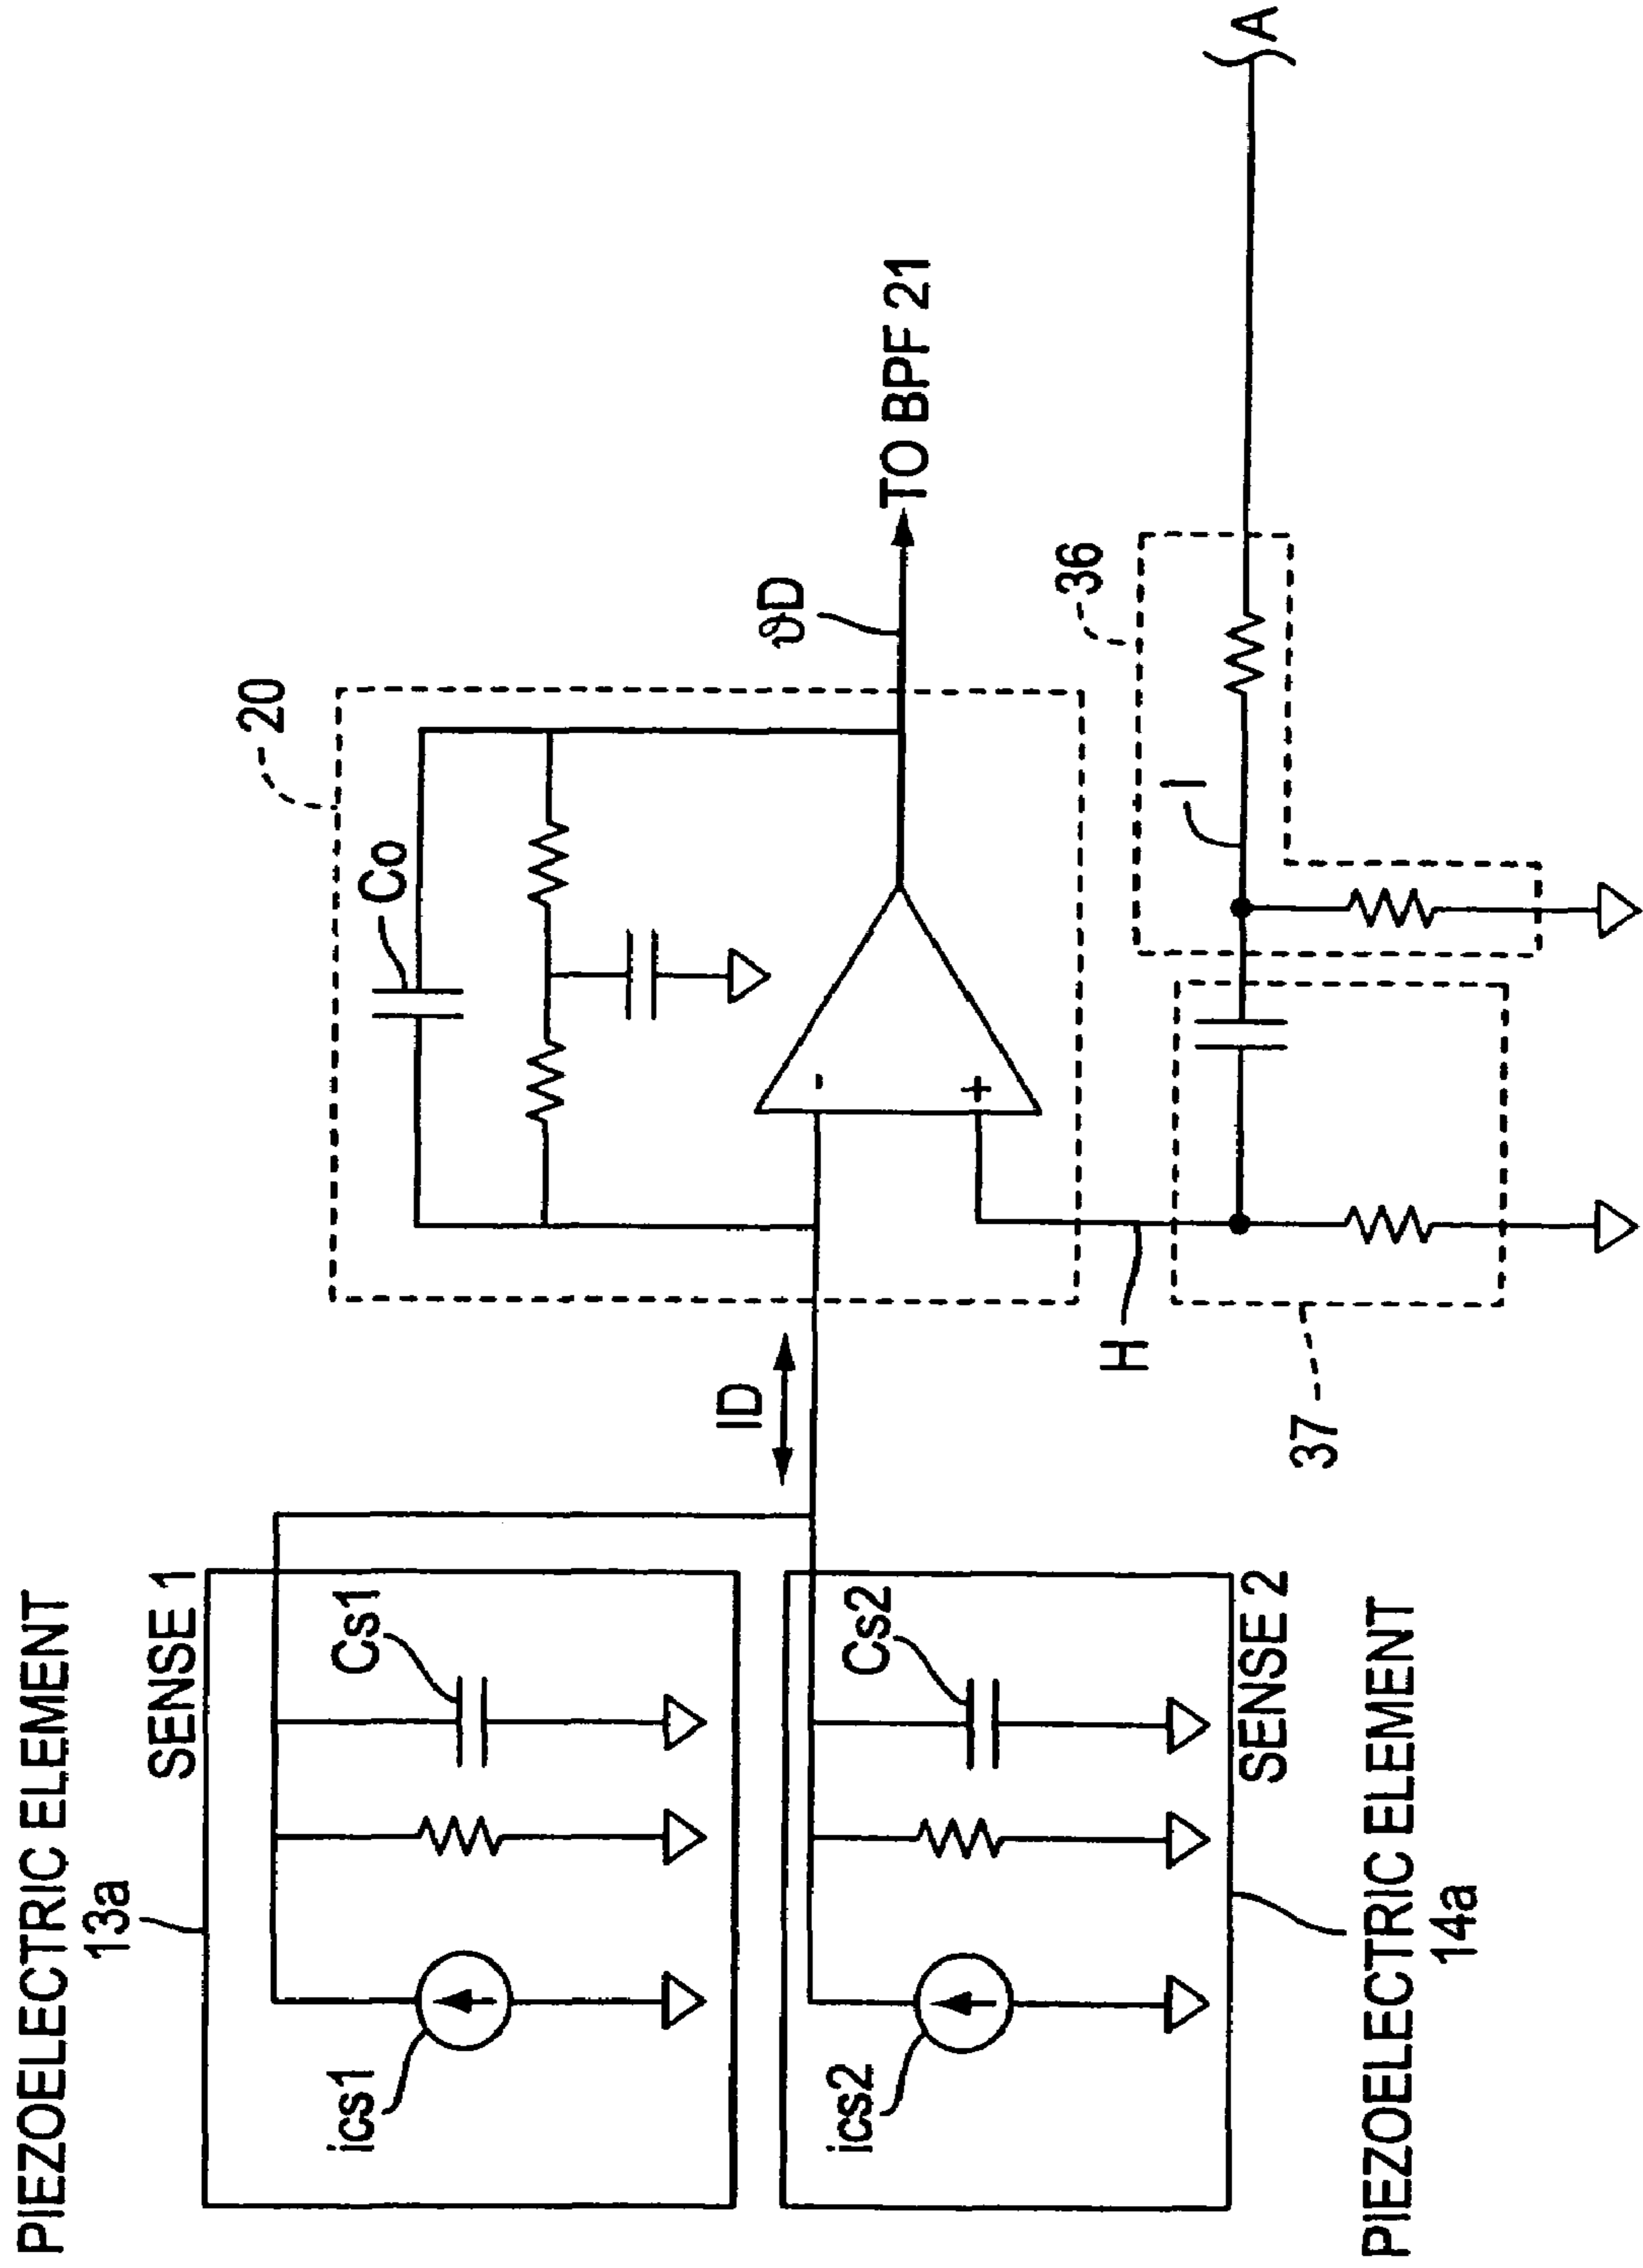 PIEZOELECTRIC ELEMENT
13a
SENSE 1
ics1
Cs1
ics2
Cs2
SENSE 2
PIEZOELECTRIC ELEMENT
14a
ID
20
Co
-
+
ϑD
TO BPF 21
H
37
36
I
A